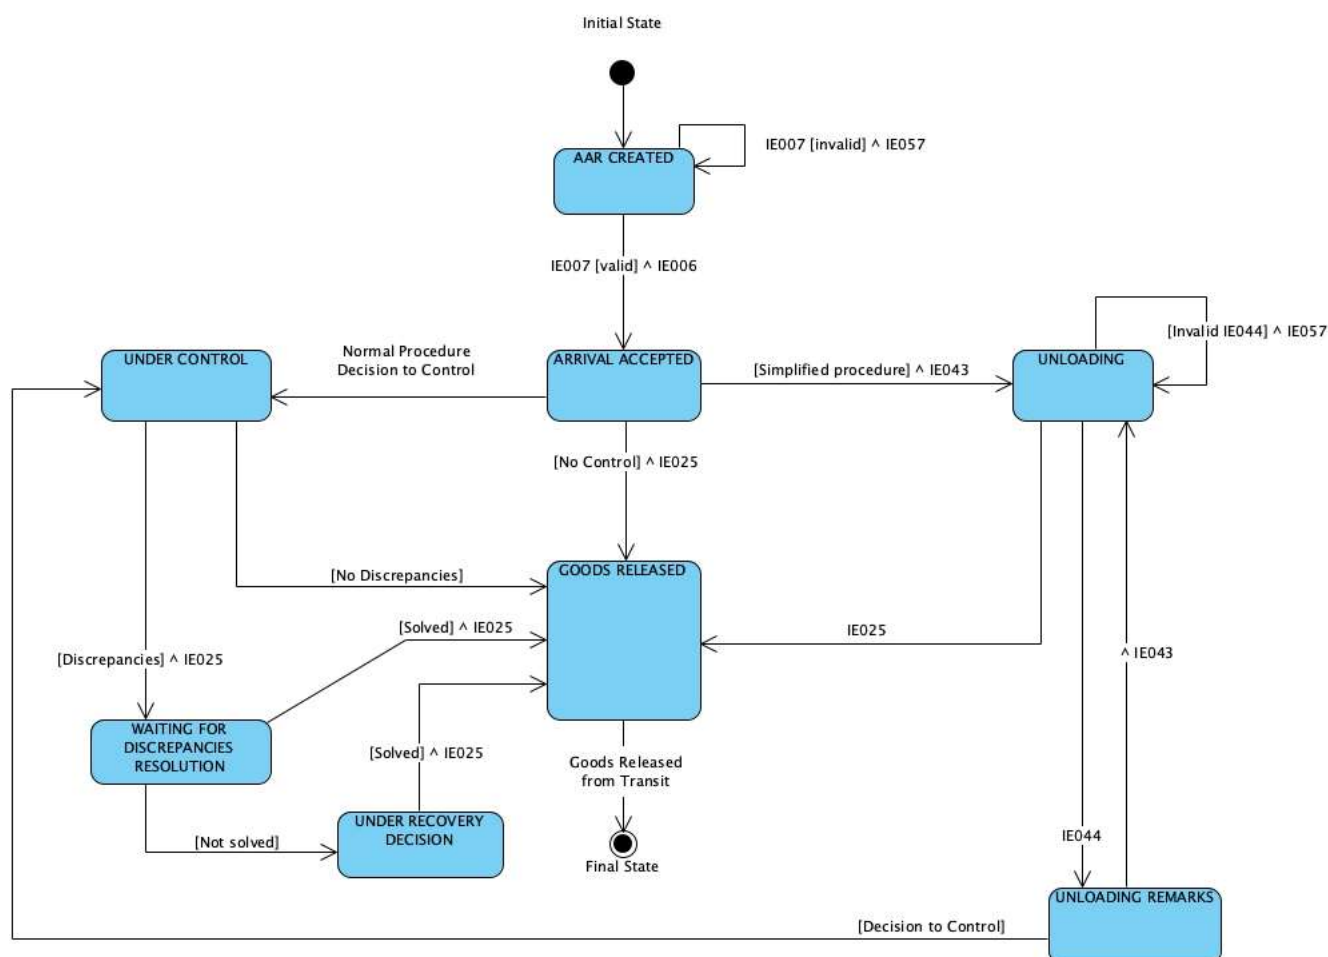 Initial State
AAR CREATED
IE007 [invalid] ^ IE057
IE007 [valid] ^ IE006
[Invalid IE044] ^ IE057
UNDER CONTROL
Normal Procedure
Decision to Control
ARRIVAL ACCEPTED
[Simplified procedure] ^ IE043
UNLOADING
[No Control] ^ IE025
[No Discrepancies]
GOODS RELEASED
[Solved] ^ IE025
IE025
[Discrepancies] ^ IE025
^ IE043
WAITING FOR
DISCREPANCIES
RESOLUTION
[Solved] ^ IE025
Goods Released
from Transit
[Not solved]
UNDER RECOVERY
DECISION
IE044
Final State
UNLOADING REMARKS
[Decision to Control]